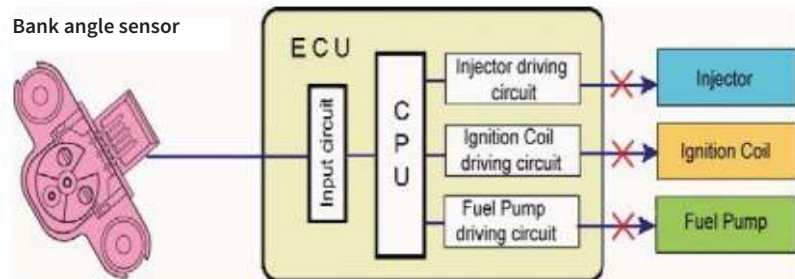 Bank angle sensor
ECU
Input circuit
CPU
Injector driving
circuit
Ignition Coil
driving circuit
Fuel Pump
driving circuit
Injector
Ignition Coil
Fuel Pump